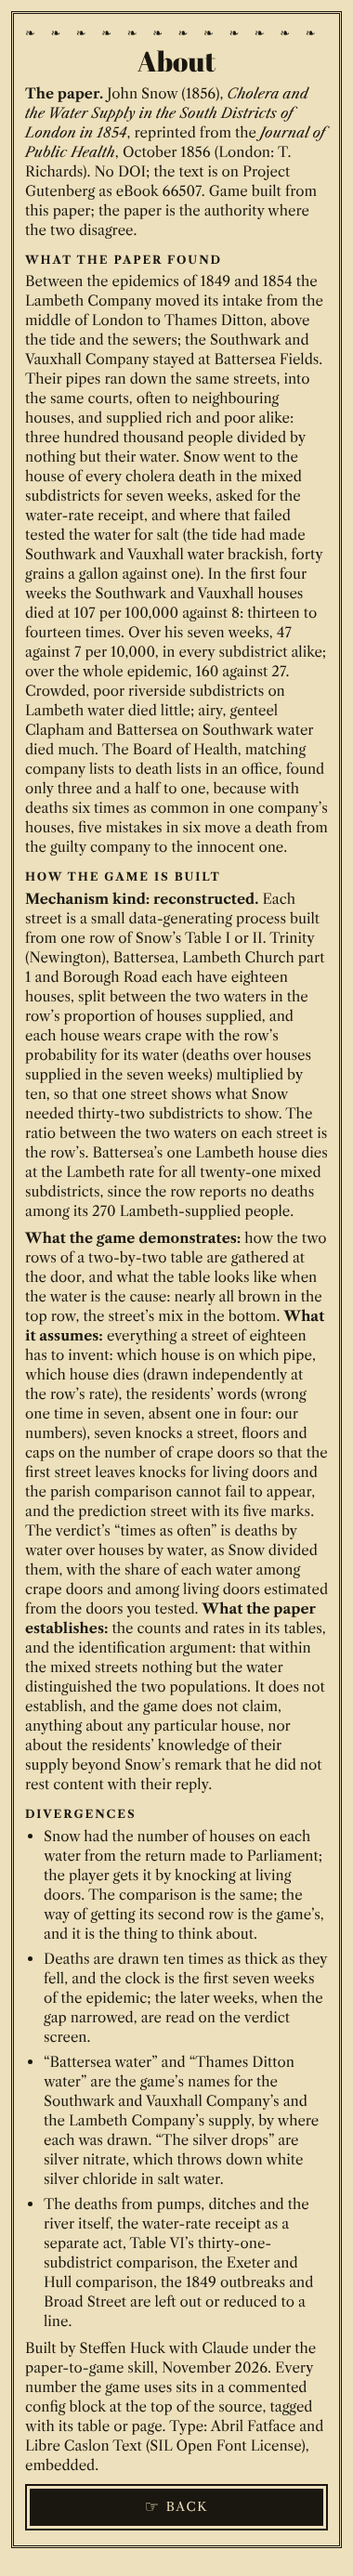 About
The paper. John Snow (1856), Cholera and
the Water Supply in the South Districts of
London in 1854, reprinted from the Journal of
Public Health, October 1856 (London: T.
Richards). No DOI; the text is on Project
Gutenberg as eBook 66507. Game built from
this paper; the paper is the authority where
the two disagree.
WHAT THE PAPER FOUND
Between the epidemics of 1849 and 1854 the
Lambeth Company moved its intake from the
middle of London to Thames Ditton, above
the tide and the sewers; the Southwark and
Vauxhall Company stayed at Battersea Fields.
Their pipes ran down the same streets, into
the same courts, often to neighbouring
houses, and supplied rich and poor alike:
three hundred thousand people divided by
nothing but their water. Snow went to the
house of every cholera death in the mixed
subdistricts for seven weeks, asked for the
water-rate receipt, and where that failed
tested the water for salt (the tide had made
Southwark and Vauxhall water brackish, forty
grains a gallon against one). In the first four
weeks the Southwark and Vauxhall houses
died at 107 per 100,000 against 8: thirteen to
fourteen times. Over his seven weeks, 47
against 7 per 10,000, in every subdistrict alike;
over the whole epidemic, 160 against 27.
Crowded, poor riverside subdistricts on
Lambeth water died little; airy, genteel
Clapham and Battersea on Southwark water
died much. The Board of Health, matching
company lists to death lists in an office, found
only three and a half to one, because with
deaths six times as common in one company's
houses, five mistakes in six move a death from
the guilty company to the innocent one.
HOW THE GAME IS BUILT
Mechanism kind: reconstructed. Each
street is a small data-generating process built
from one row of Snow's Table I or II. Trinity
(Newington), Battersea, Lambeth Church part
1 and Borough Road each have eighteen
houses, split between the two waters in the
row's proportion of houses supplied, and
each house wears crape with the row's
probability for its water (deaths over houses
supplied in the seven weeks) multiplied by
ten, so that one street shows what Snow
needed thirty-two subdistricts to show. The
ratio between the two waters on each street is
the row's. Battersea's one Lambeth house dies
at the Lambeth rate for all twenty-one mixed
subdistricts, since the row reports no deaths
among its 270 Lambeth-supplied people.
What the game demonstrates: how the two
rows of a two-by-two table are gathered at
the door, and what the table looks like when
the water is the cause: nearly all brown in the
top row, the street's mix in the bottom. What
it assumes: everything a street of eighteen
has to invent: which house is on which pipe,
which house dies (drawn independently at
the row's rate), the residents' words (wrong
one time in seven, absent one in four: our
numbers), seven knocks a street, floors and
caps on the number of crape doors so that the
first street leaves knocks for living doors and
the parish comparison cannot fail to appear,
and the prediction street with its five marks.
The verdict's "times as often" is deaths by
water over houses by water, as Snow divided
them, with the share of each water among
crape doors and among living doors estimated
from the doors you tested. What the paper
establishes: the counts and rates in its tables,
and the identification argument: that within
the mixed streets nothing but the water
distinguished the two populations. It does not
establish, and the game does not claim,
anything about any particular house, nor
about the residents' knowledge of their
supply beyond Snow's remark that he did not
rest content with their reply.
DIVERGENCES
• Snow had the number of houses on each
water from the return made to Parliament;
the player gets it by knocking at living
doors. The comparison is the same; the
way of getting its second row is the game's,
and it is the thing to think about.
• Deaths are drawn ten times as thick as they
fell, and the clock is the first seven weeks
of the epidemic; the later weeks, when the
gap narrowed, are read on the verdict
screen.
• "Battersea water" and "Thames Ditton
water" are the game's names for the
Southwark and Vauxhall Company's and
the Lambeth Company's supply, by where
each was drawn. "The silver drops" are
silver nitrate, which throws down white
silver chloride in salt water.
• The deaths from pumps, ditches and the
river itself, the water-rate receipt as a
separate act, Table VI's thirty-one-
subdistrict comparison, the Exeter and
Hull comparison, the 1849 outbreaks and
Broad Street are left out or reduced to a
line.
Built by Steffen Huck with Claude under the
paper-to-game skill, November 2026. Every
number the game uses sits in a commented
config block at the top of the source, tagged
with its table or page. Type: Abril Fatface and
Libre Caslon Text (SIL Open Font License),
embedded.
☞ BACK